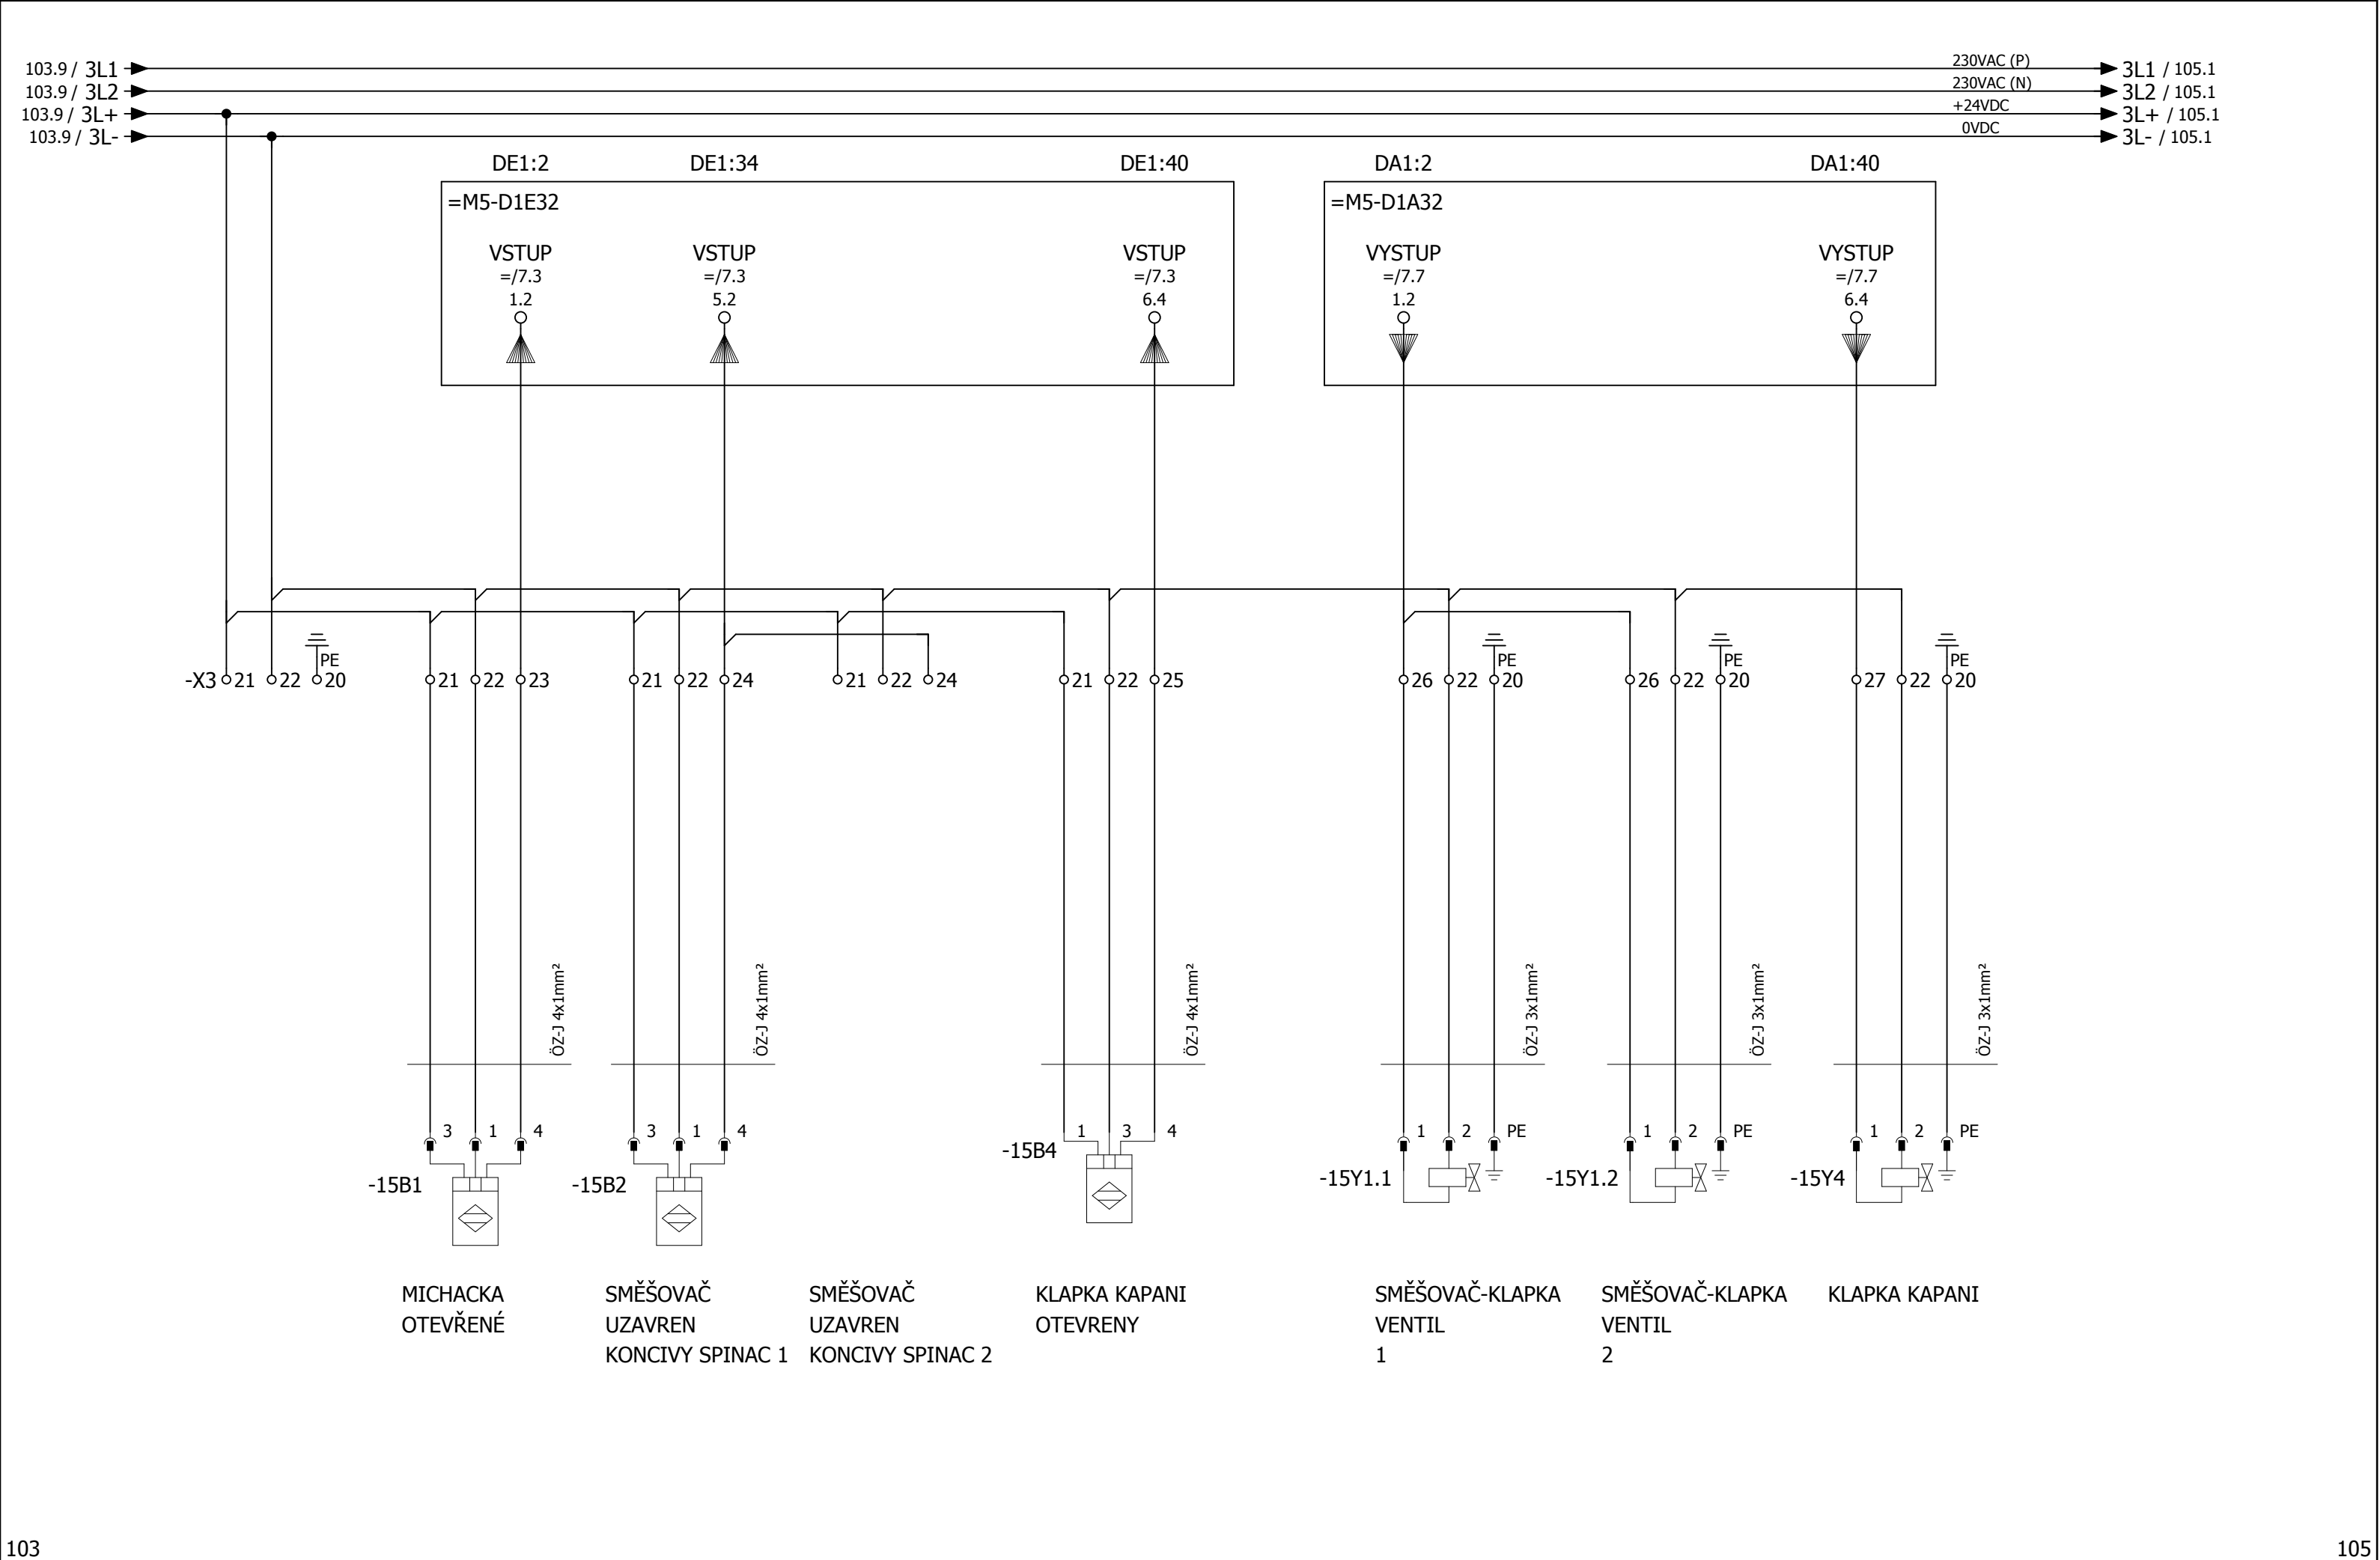 103.9 / 3L1 230VAC (P) 3L1 / 105.1
103.9 / 3L2 230VAC (N) 3L2 / 105.1
103.9 / 3L+ +24VDC 3L+ / 105.1
103.9 / 3L- 0VDC 3L- / 105.1
DE1:2 DE1:34 DE1:40 DA1:2 DA1:40
=M5-D1E32 =M5-D1A32
VSTUP VSTUP VSTUP VYSTUP VYSTUP
=/7.3 =/7.3 =/7.3 =/7.7 =/7.7
1.2 5.2 6.4 1.2 6.4
PE PE PE PE
-X3 21 22 20 21 22 23 21 22 24 21 22 24 21 22 25 26 22 20 26 22 20 27 22 20
ÖZ-J 4x1mm² ÖZ-J 4x1mm² ÖZ-J 4x1mm² ÖZ-J 3x1mm² ÖZ-J 3x1mm² ÖZ-J 3x1mm²
3 1 4 3 1 4 1 3 4 1 2 PE 1 2 PE 1 2 PE
-15B1 -15B2 -15B4 -15Y1.1 -15Y1.2 -15Y4
MICHACKA
OTEVŘENÉ
SMĚŠOVAČ
UZAVREN
KONCIVY SPINAC 1
SMĚŠOVAČ
UZAVREN
KONCIVY SPINAC 2
KLAPKA KAPANI
OTEVRENY
SMĚŠOVAČ-KLAPKA
VENTIL
1
SMĚŠOVAČ-KLAPKA
VENTIL
2
KLAPKA KAPANI
103 105